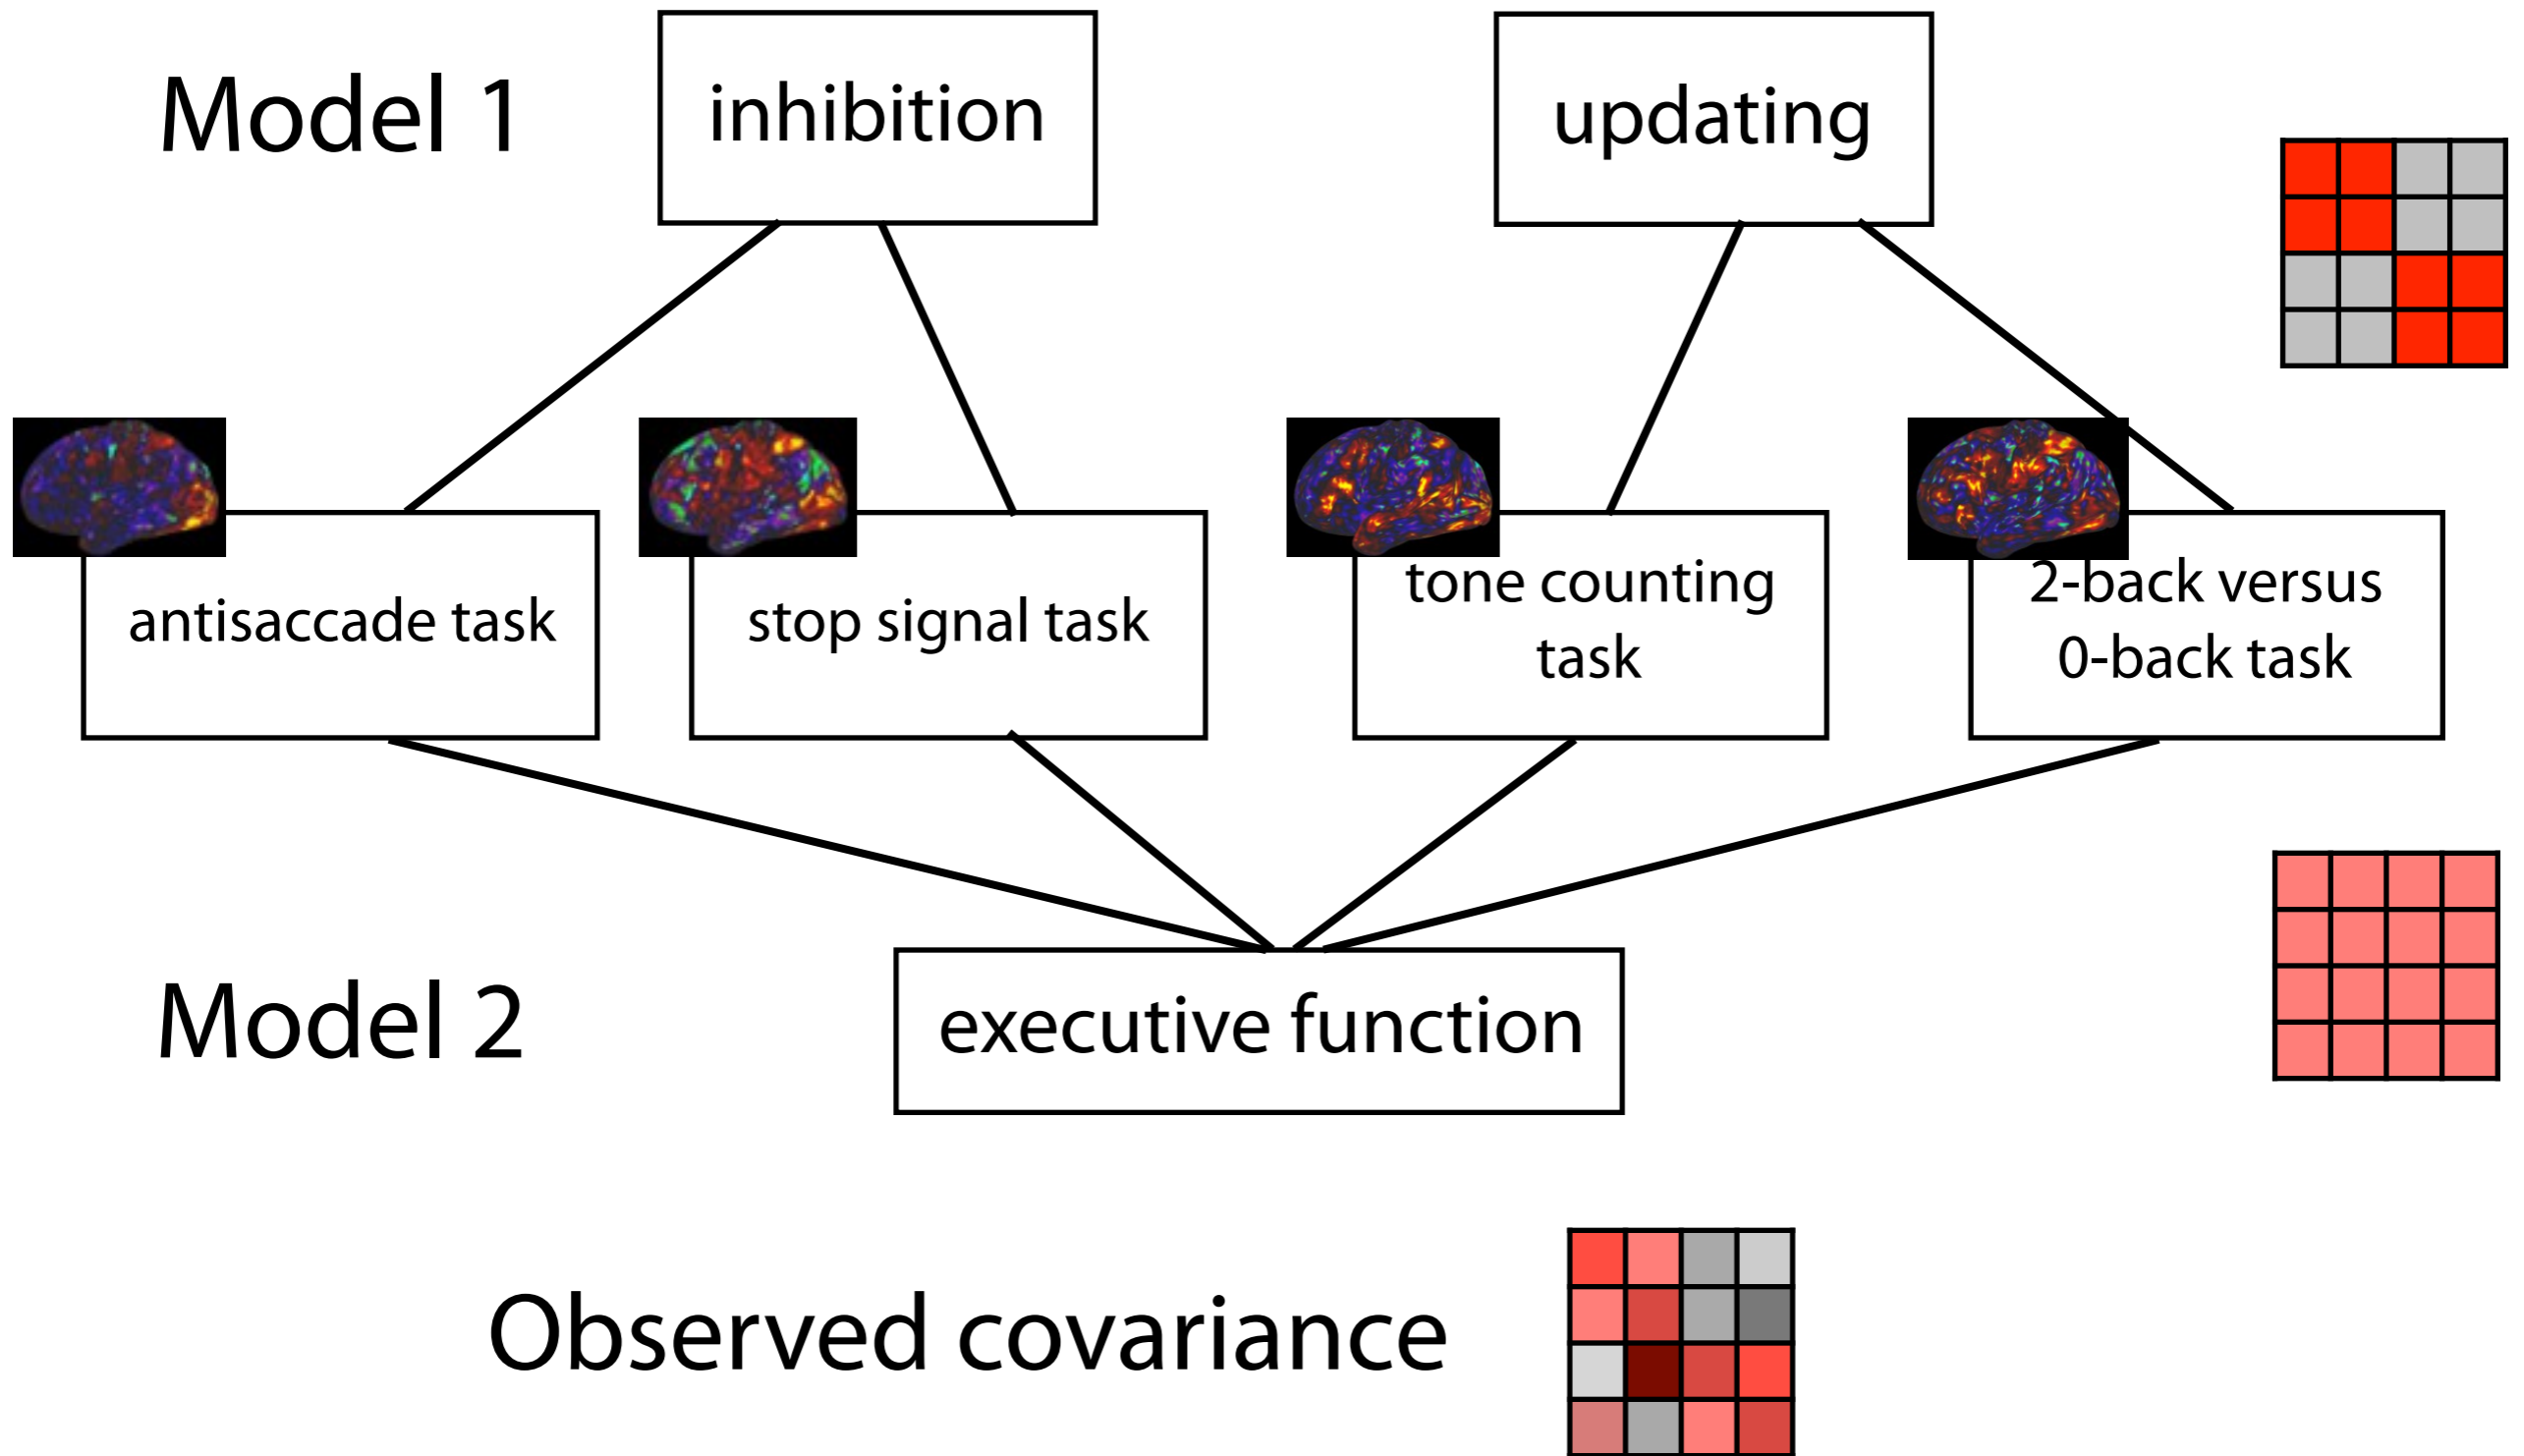 Model 1
inhibition
updating
antisaccade task
stop signal task
tone counting
task
2-back versus
0-back task
Model 2
executive function
Observed covariance